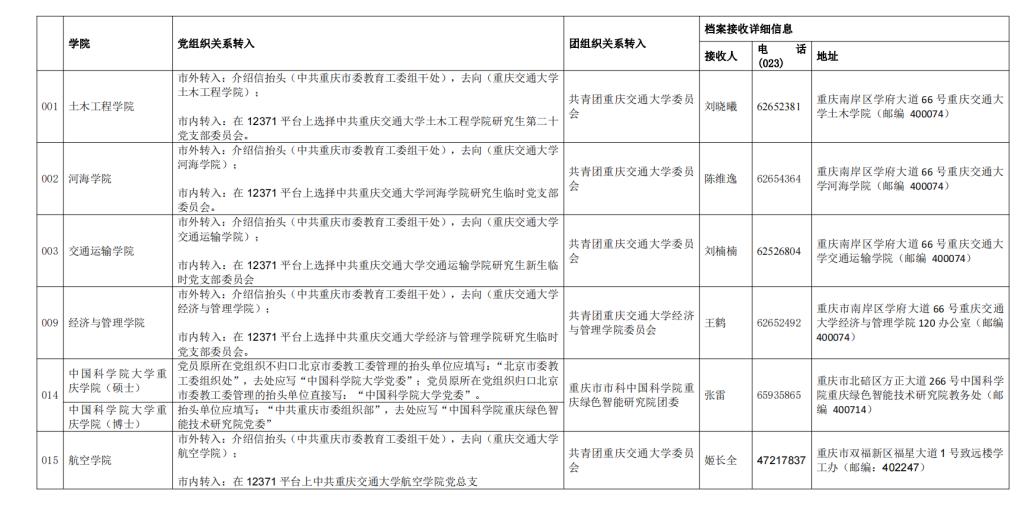 学院
党组织关系转入
团组织关系转入
档案接收详细信息
接收人
电 话
(023)
地址
001
土木工程学院
市外转入：介绍信抬头（中共重庆市委教育工委组干处），去向（重庆交通大学
土木工程学院）；
市内转入：在 12371 平台上选择中共重庆交通大学土木工程学院研究生第二十
党支部委员会。
共青团重庆交通大学委员
会
刘晓曦
62652381
重庆南岸区学府大道 66 号重庆交通大
学土木学院（邮编 400074）
002
河海学院
市外转入：介绍信抬头（中共重庆市委教育工委组干处），去向（重庆交通大学
河海学院）；
市内转入：在 12371 平台上选择中共重庆交通大学河海学院研究生临时党支部
委员会。
共青团重庆交通大学委员
会
陈维逸
62654364
重庆南岸区学府大道 66 号重庆交通大
学河海学院（邮编 400074）
003
交通运输学院
市外转入：介绍信抬头（中共重庆市委教育工委组干处），去向（重庆交通大学
交通运输学院）；
市内转入：在 12371 平台上选择中共重庆交通大学交通运输学院研究生新生临
时党支部委员会
共青团重庆交通大学委员
会
刘楠楠
62526804
重庆南岸区学府大道 66 号重庆交通大
学交通运输学院（邮编 400074）
009
经济与管理学院
市外转入：介绍信抬头（中共重庆市委教育工委组干处），去向（重庆交通大学
经济与管理学院）；
市内转入：在 12371 平台上选择中共重庆交通大学经济与管理学院研究生临时
党支部委员会。
共青团重庆交通大学经济
与管理学院委员会
王鹤
62652492
重庆市南岸区学府大道 66 号重庆交通
大学经济与管理学院 120 办公室（邮编
400074）
014
中国科学院大学重
庆学院（硕士）
党员原所在党组织不归口北京市委教工委管理的抬头单位应填写：“北京市委教
工委组织处”，去处应写“中国科学院大学党委”；党员原所在党组织归口北京
市委教工委管理的抬头单位直接写：“中国科学院大学党委”。
中国科学院大学重
庆学院（博士）
抬头单位应填写：“中共重庆市委组织部”，去处应写“中国科学院重庆绿色智
能技术研究院党委”
重庆市市科中国科学院重
庆绿色智能研究院团委
张雷
65935865
重庆市北碚区方正大道 266 号中国科学
院重庆绿色智能技术研究院教务处（邮
编 400714）
015
航空学院
市外转入：介绍信抬头（中共重庆市委教育工委组干处），去向（重庆交通大学
航空学院）；
市内转入：在 12371 平台上中共重庆交通大学航空学院党总支
共青团重庆交通大学委员
会
姬长全
47217837
重庆市双福新区福星大道 1 号致远楼学
工办（邮编：402247）